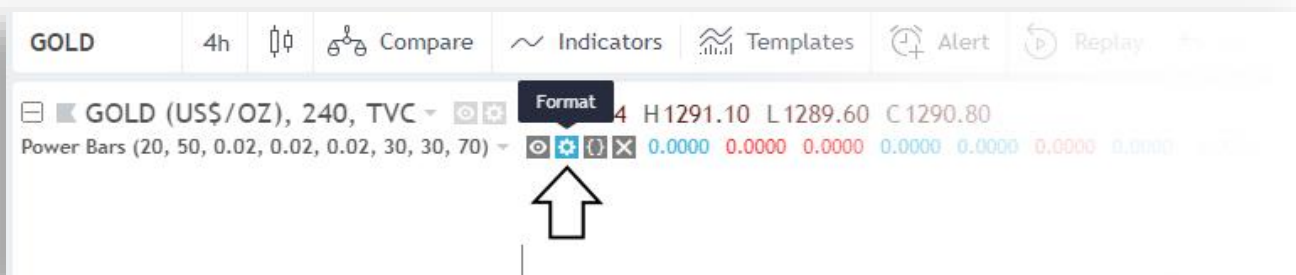 GOLD 4h Compare Indicators Templates Alert Replay
Format
GOLD (US$/OZ), 240, TVC 4 H1291.10 L1289.60 C1290.80
Power Bars (20, 50, 0.02, 0.02, 0.02, 30, 30, 70) 0.0000 0.0000 0.0000 0.0000 0.0000 0.0000 0.0000